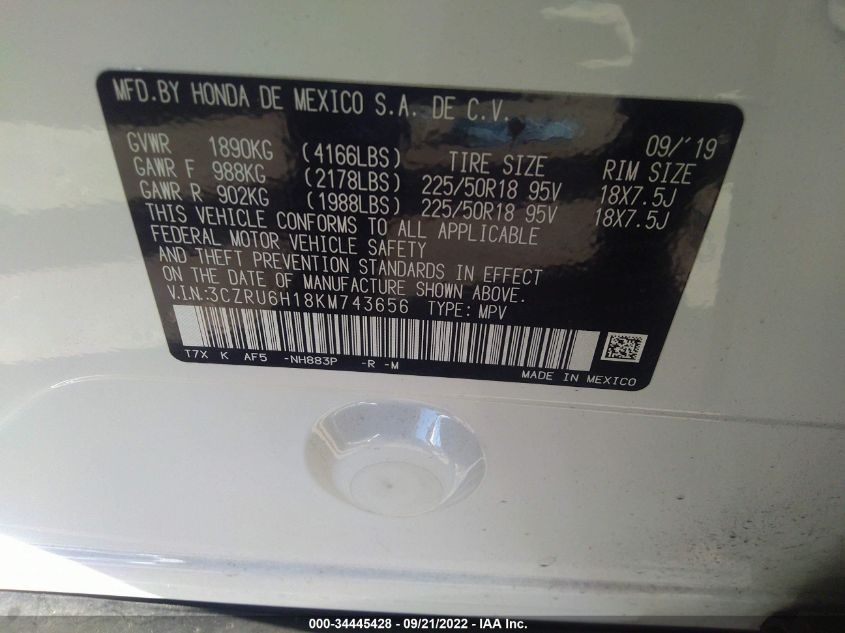 MFD.BY HONDA DE MEXICO S.A. DE C.V.
09/'19
GVWR 1890KG (4166LBS) TIRE SIZE RIM SIZE
GAWR F 988KG (2178LBS) 225/50R18 95V 18X7.5J
GAWR R 902KG (1988LBS) 225/50R18 95V 18X7.5J
THIS VEHICLE CONFORMS TO ALL APPLICABLE
FEDERAL MOTOR VEHICLE SAFETY
AND THEFT PREVENTION STANDARDS IN EFFECT
ON THE DATE OF MANUFACTURE SHOWN ABOVE.
V.I.N.:3CZRU6H18KM743656 TYPE: MPV
T7X K AF5 -NH883P -R -M
MADE IN MEXICO
000-34445428 - 09/21/2022 - IAA Inc.